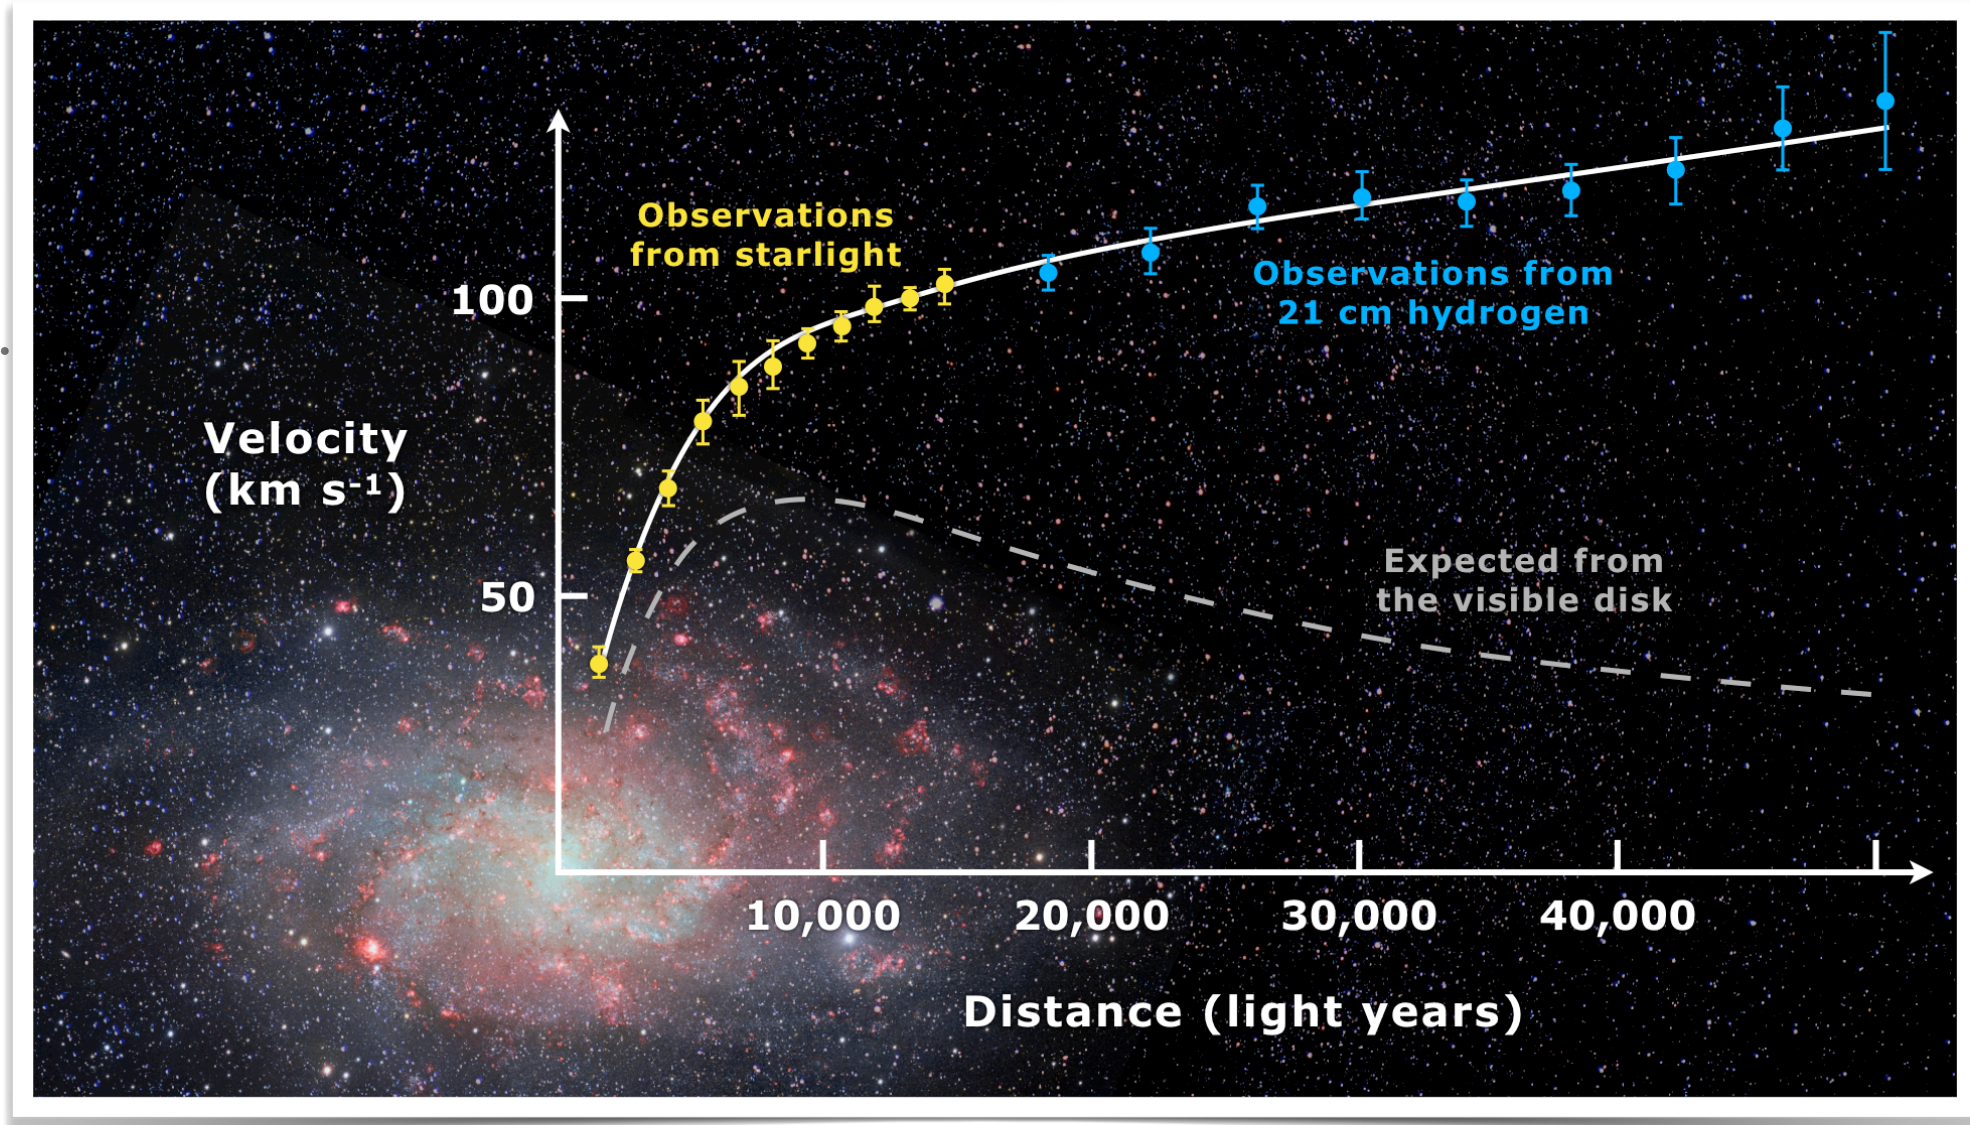 Observations
from starlight
100
Observations from
21 cm hydrogen
Velocity
(km s⁻¹)
50
Expected from
the visible disk
10,000
20,000
30,000
40,000
Distance (light years)